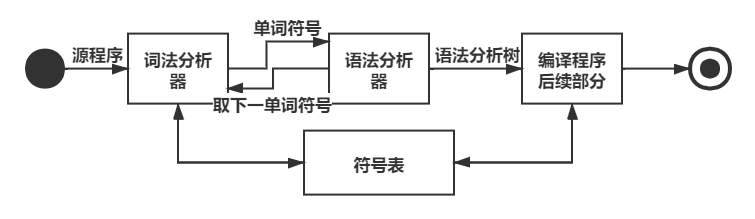 单词符号
源程序
词法分析
器
语法分析
器
语法分析树
编译程序
后续部分
取下一单词符号
符号表